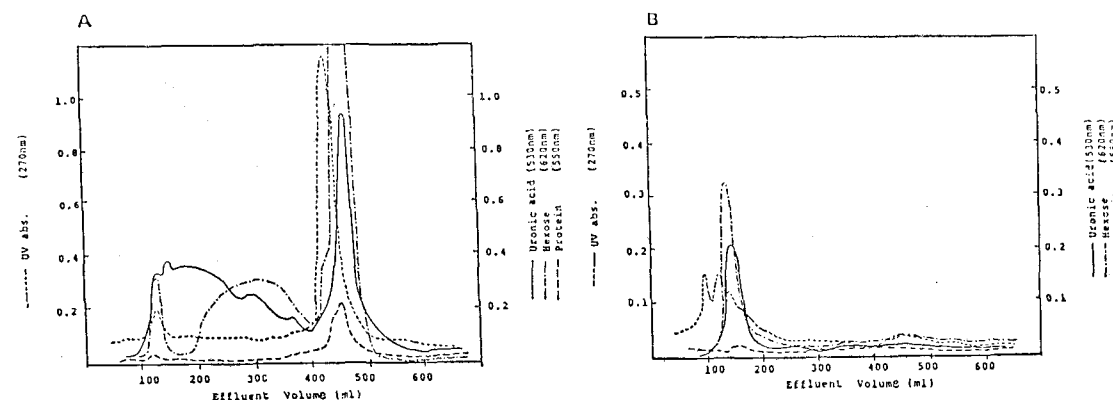 A
1.0
0.8
0.6
0.4
0.2
1.0
0.8
0.6
0.4
0.2
UV abs. (270nm)
Uronic acid (530nm)
Hexose (620nm)
Protein (550nm)
100 200 300 400 500 600
Effluent Volume (ml)
B
0.5
0.4
0.3
0.2
0.1
0.5
0.4
0.3
0.2
0.1
UV abs. (270nm)
Uronic acid (530nm)
Hexose (620nm)
100 200 300 400 500 600
Effluent Volume (ml)